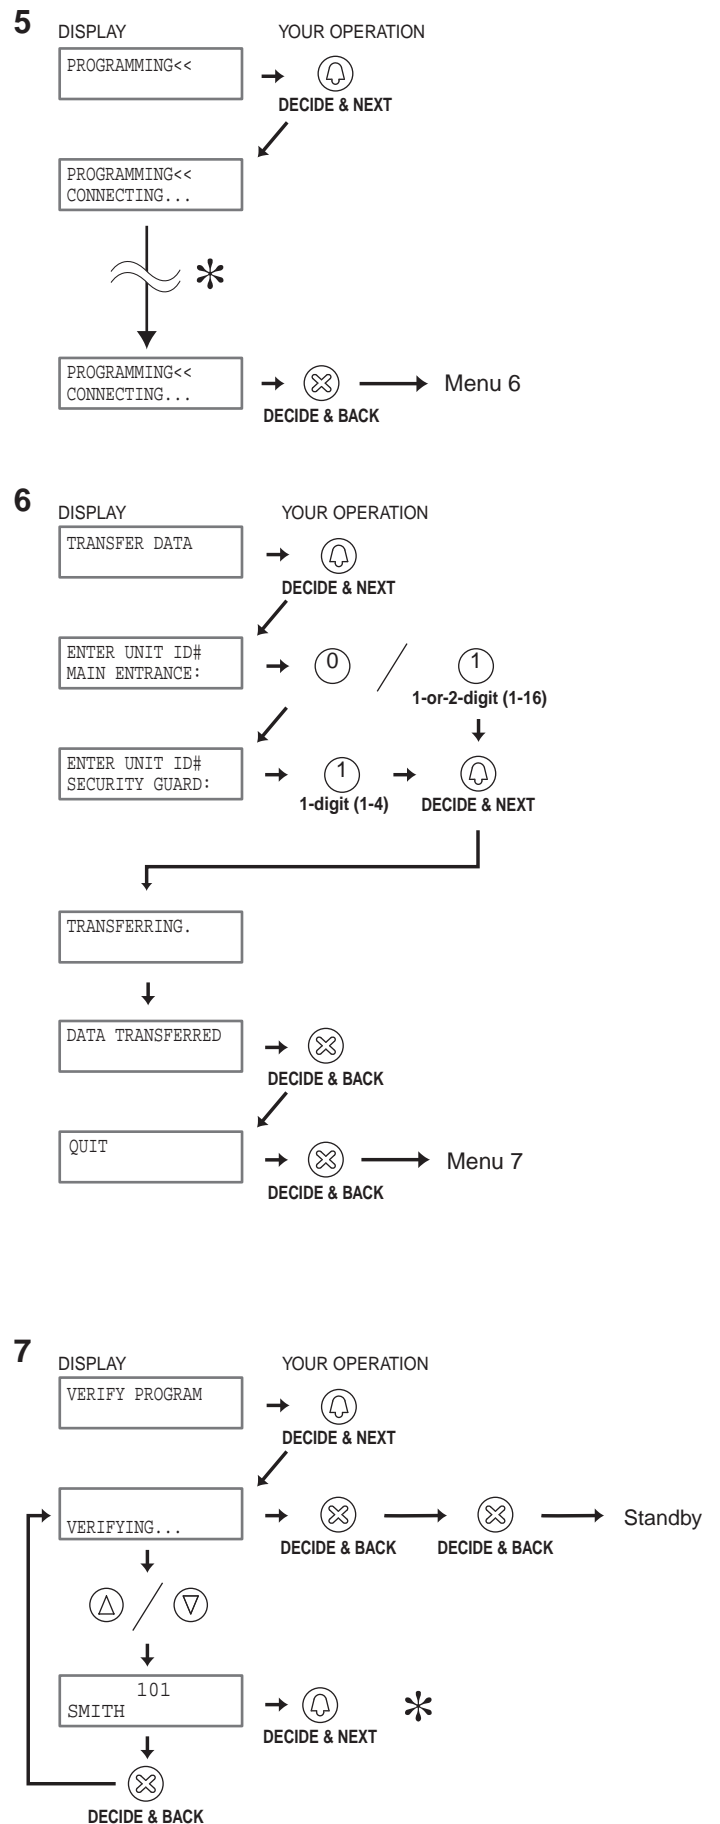 5
DISPLAY YOUR OPERATION
PROGRAMMING<<
DECIDE & NEXT
PROGRAMMING<<
CONNECTING...
*
PROGRAMMING<<
CONNECTING...
Menu 6
DECIDE & BACK
6
DISPLAY YOUR OPERATION
TRANSFER DATA
DECIDE & NEXT
ENTER UNIT ID#
MAIN ENTRANCE:
0 / 1
1-or-2-digit (1-16)
ENTER UNIT ID#
SECURITY GUARD:
1
1-digit (1-4) DECIDE & NEXT
TRANSFERRING.
DATA TRANSFERRED
DECIDE & BACK
QUIT
Menu 7
DECIDE & BACK
7
DISPLAY YOUR OPERATION
VERIFY PROGRAM
DECIDE & NEXT
VERIFYING...
Standby
DECIDE & BACK DECIDE & BACK
/
101
SMITH
*
DECIDE & NEXT
DECIDE & BACK